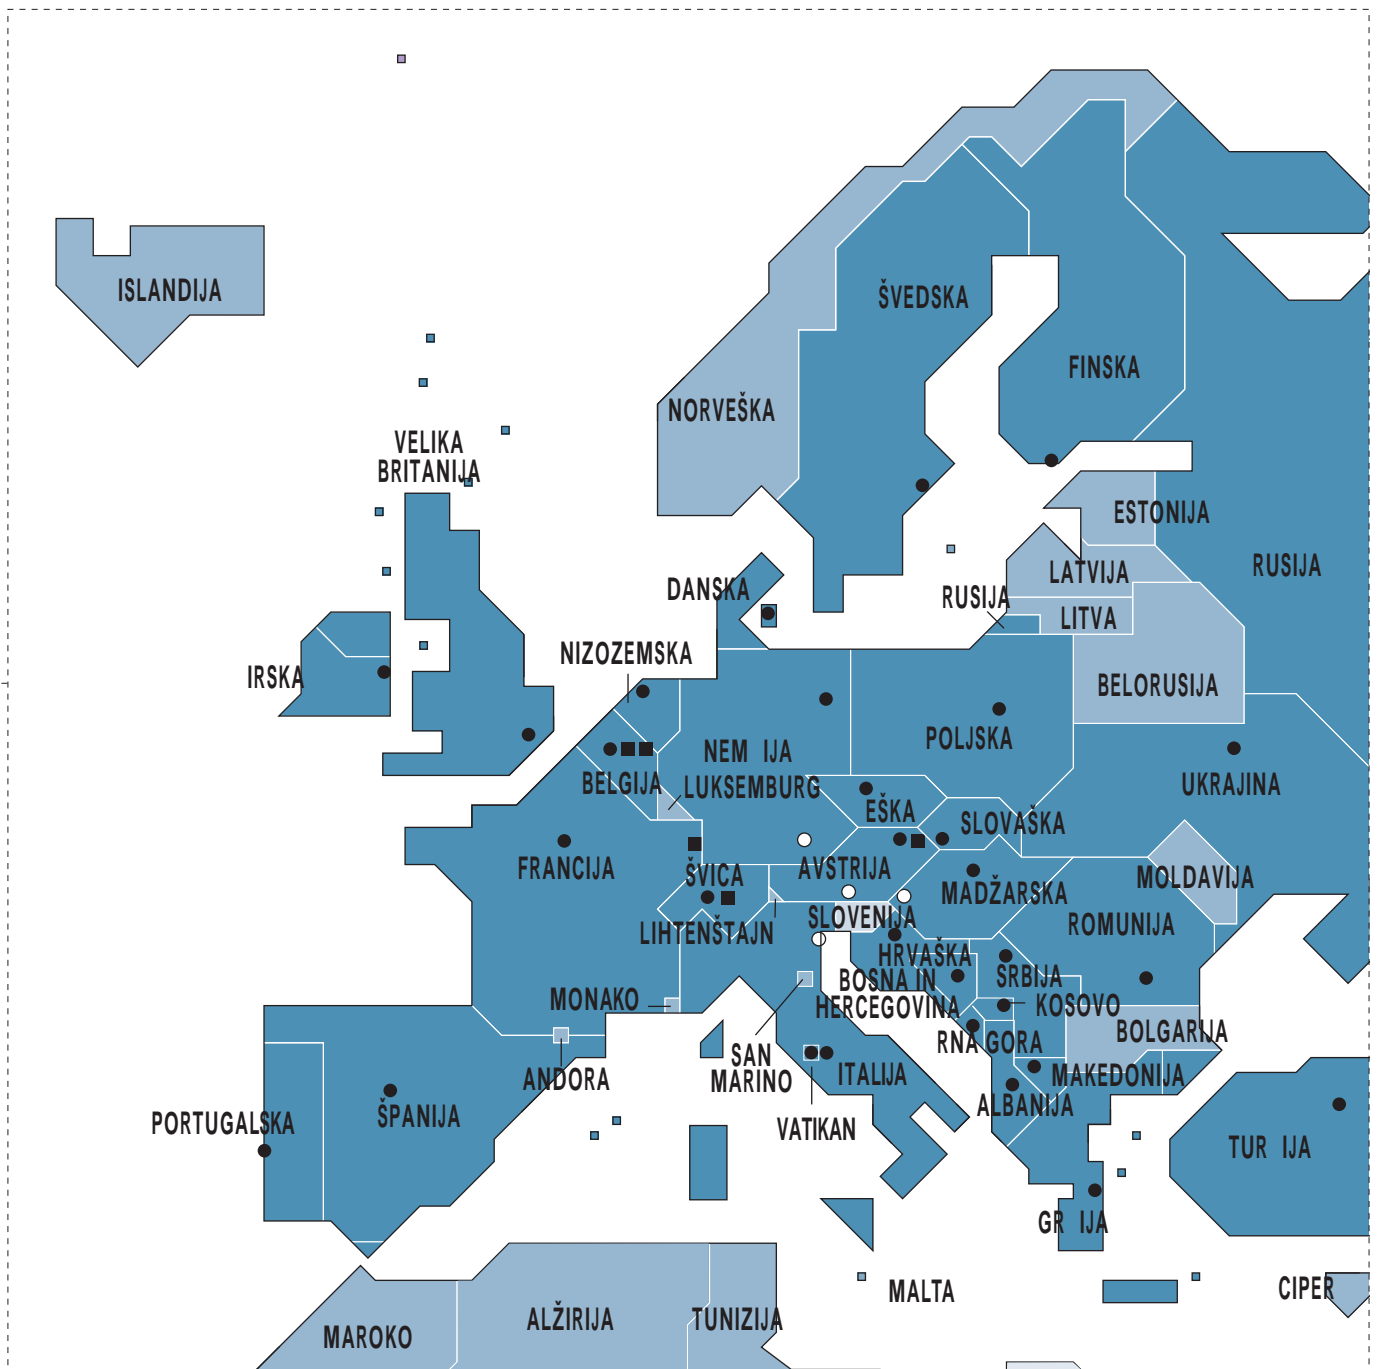 ISLANDIJA
ŠVEDSKA
FINSKA
NORVEŠKA
VELIKA
BRITANIJA
ESTONIJA
RUSIJA
LATVIJA
DANSKA
RUSIJA
LITVA
NIZOZEMSKA
IRSKA
BELORUSIJA
POLJSKA
NEM IJA
BELGIJA
LUKSEMBURG
UKRAJINA
EŠKA
SLOVAŠKA
FRANCIJA
ŠVICA
AVSTRIJA
MADŽARSKA
MOLDAVIJA
SLOVENIJA
ROMUNIJA
LIHTENŠTAJN
HRVAŠKA
BOSNA IN
HERCEGOVINA
SRBIJA
MONAKO
KOSOVO
RNA GORA
BOLGARIJA
SAN
MARINO
ITALIJA
ANDORA
MAKEDONIJA
ALBANIJA
PORTUGALSKA
ŠPANIJA
VATIKAN
TUR IJA
GR IJA
MALTA
CIPER
MAROKO
ALŽIRIJA
TUNIZIJA